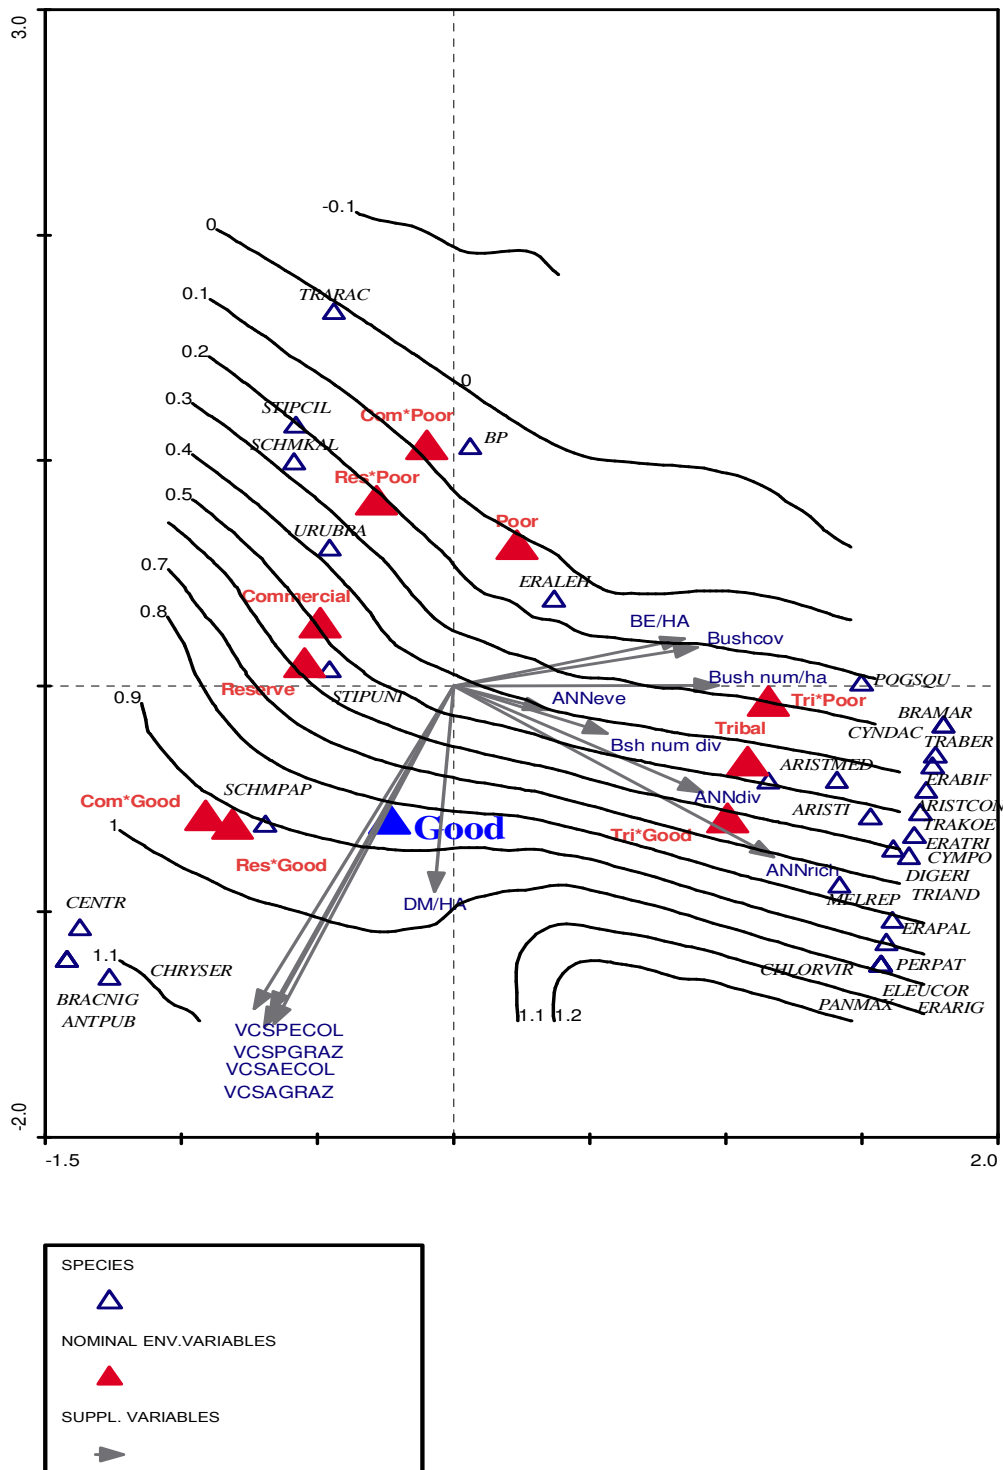 3.0
-0.1
0
0.1
TRARAC
0.2
0
0.3
STIPCIL
Com*Poor
BP
0.4
SCHMKAL
Res*Poor
0.5
URUBRA
Poor
0.7
ERALEH
0.8
Commercial
BE/HA
Bushcov
Reserve
STIPUNI
ANNeve
Bush num/ha
POGSQU
0.9
Tri*Poor
BRAMAR
Tribal
CYNDAC
Bsh num div
TRABER
ARISTMED
ERABIF
SCHMPAP
Com*Good
ANNdiv
ARISTI
ARISTCON
TRAKOE
1
Good
Tri*Good
ERATRI
CYMPO
Res*Good
ANNrich
DIGERI
TRIAND
CENTR
DM/HA
MELREP
ERAPAL
1.1
CHRYSER
CHLORVIR
PERPAT
BRACNIG
ELEUCOR
ANTPUB
1.1
1.2
PANMAX
ERARIG
VCSPECOL
VCSPGRAZ
VCSAECOL
VCSAGRAZ
-2.0
-1.5
2.0
SPECIES
NOMINAL ENV.VARIABLES
SUPPL. VARIABLES